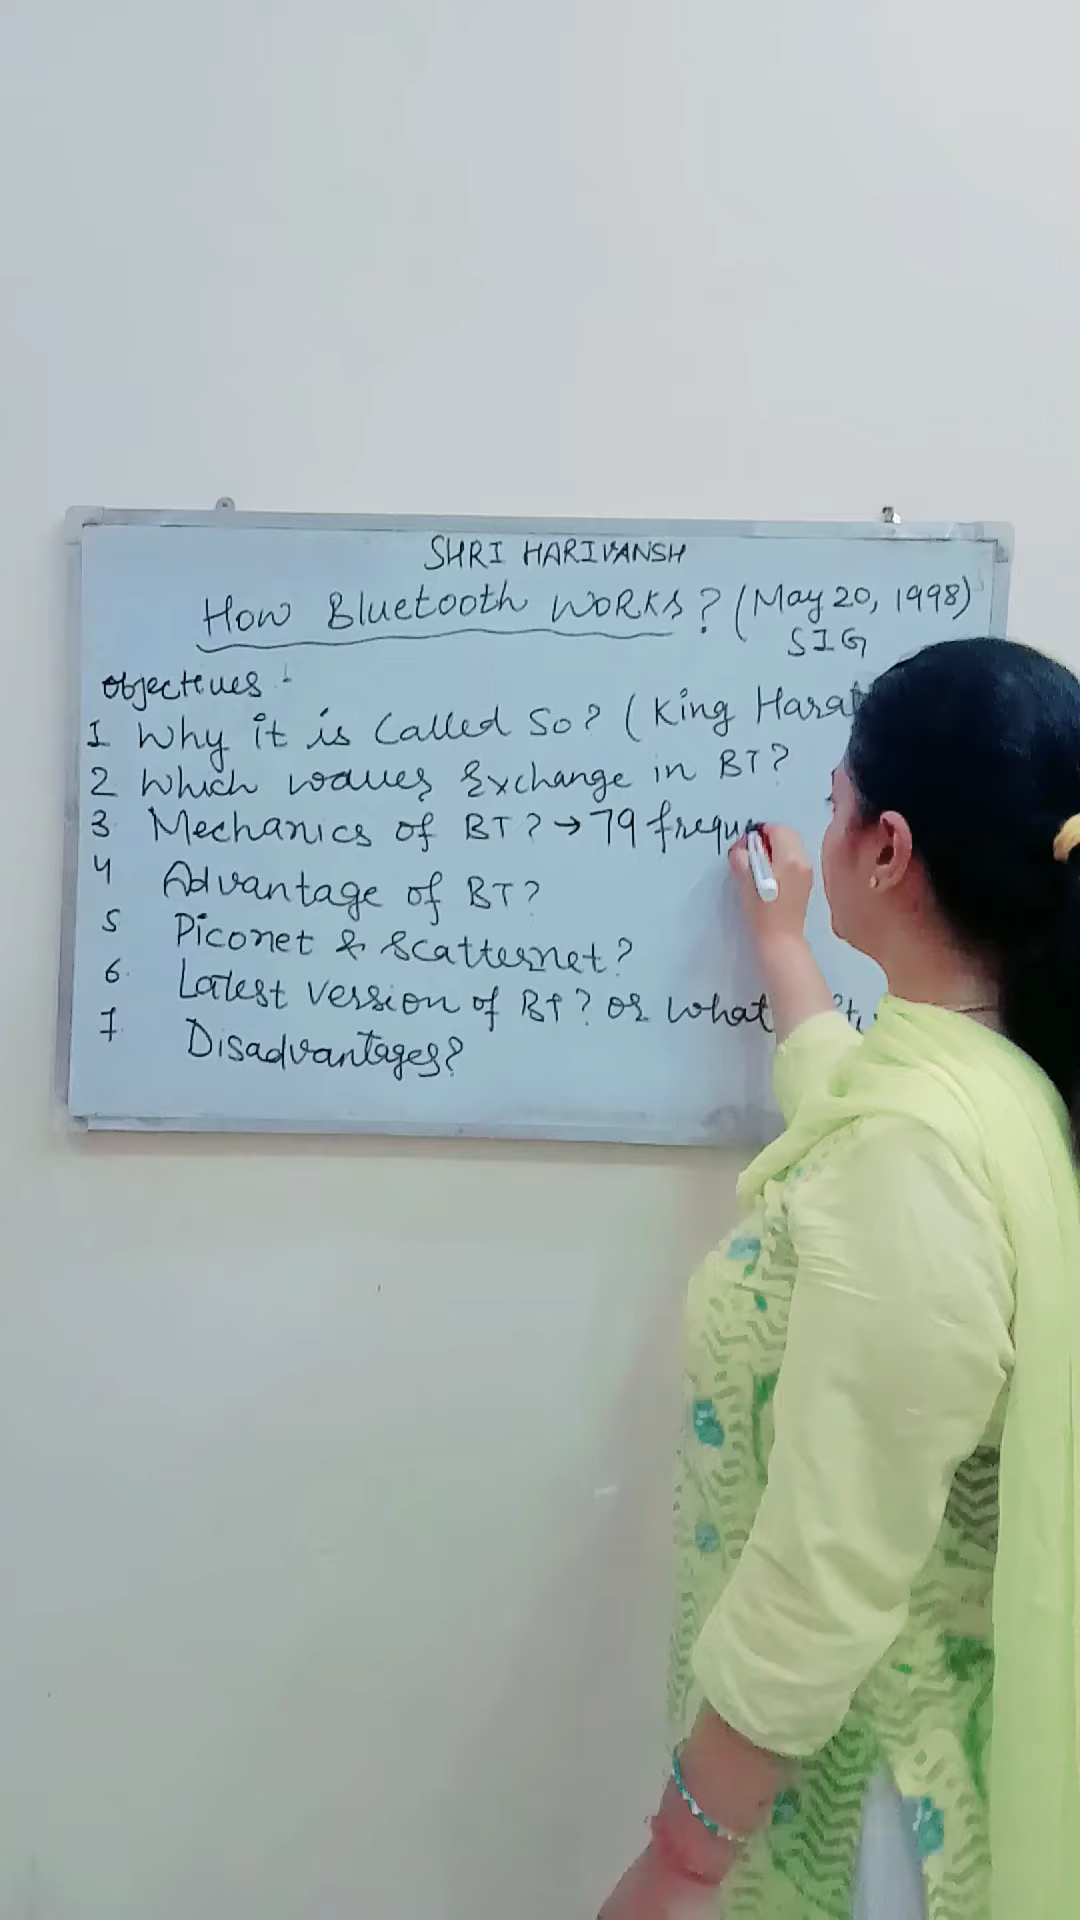 SHRI HARIVANSH
How Bluetooth WORKS? (May 20, 1998)
SIG
Objectives :-
1 Why it is Called So? (King Haral
2 Which waves Exchange in BT?
3. Mechanics of BT? → 79 freque
4 Advantage of BT?
5 Piconet & Scatternet?
6. Latest version of BT? or what
7. Disadvantages?